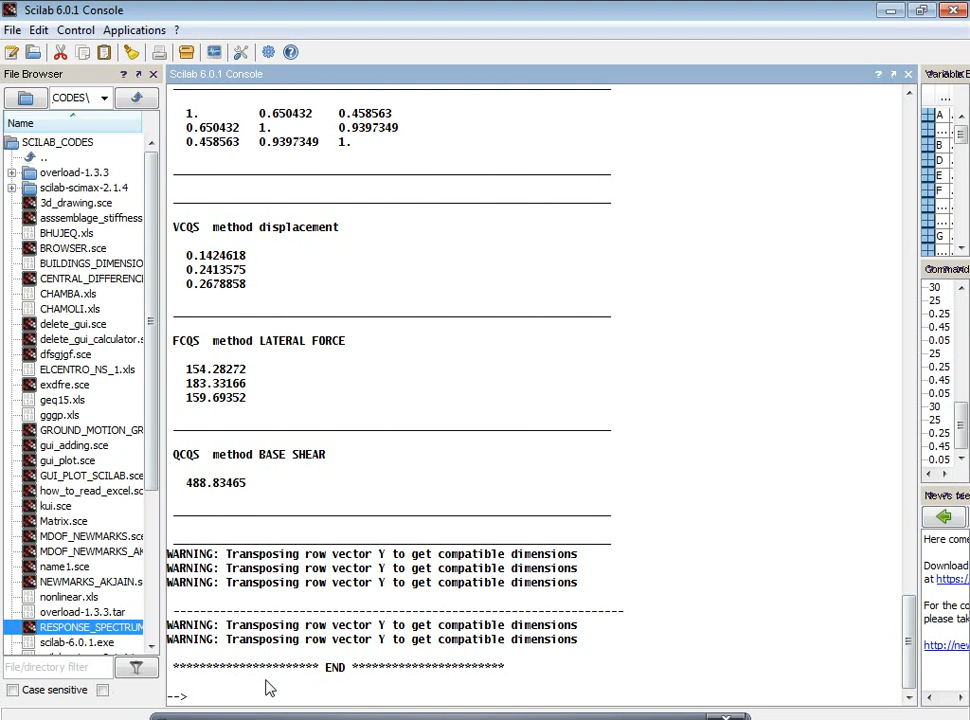 Scilab 6.0.1 Console
File Edit Control Applications ?
File Browser ? ✕
Scilab 6.0.1 Console ? ✕
CODES\
Name
SCILAB_CODES
..
overload-1.3.3
scilab-scimax-2.1.4
3d_drawing.sce
asssemblage_stiffness
BHUJEQ.xls
BROWSER.sce
BUILDINGS_DIMENSIO
CENTRAL_DIFFERENC
CHAMBA.xls
CHAMOLI.xls
delete_gui.sce
delete_gui_calculator.
dfsgjgf.sce
ELCENTRO_NS_1.xls
exdfre.sce
geq15.xls
gggp.xls
GROUND_MOTION_GR
gui_adding.sce
gui_plot.sce
GUI_PLOT_SCILAB.sce
how_to_read_excel.sc
kui.sce
Matrix.sce
MDOF_NEWMARKS.sce
MDOF_NEWMARKS_AK
name1.sce
NEWMARKS_AKJAIN.s
nonlinear.xls
overload-1.3.3.tar
RESPONSE_SPECTRUM
scilab-6.0.1.exe
File/directory filter
Case sensitive
1. 0.650432 0.458563
0.650432 1. 0.9397349
0.458563 0.9397349 1.
VCQS method displacement
0.1424618
0.2413575
0.2678858
FCQS method LATERAL FORCE
154.28272
183.33166
159.69352
QCQS method BASE SHEAR
488.83465
WARNING: Transposing row vector Y to get compatible dimensions
WARNING: Transposing row vector Y to get compatible dimensions
WARNING: Transposing row vector Y to get compatible dimensions
---------------------------------------------------------------
WARNING: Transposing row vector Y to get compatible dimensions
WARNING: Transposing row vector Y to get compatible dimensions
********************** END **********************
-->
...
A
...
B
D
E
F
...
...
G
...
30
25
0.25
0.45
0.05
25
0.25
0.45
0.05
30
25
0.25
0.45
0.05
Here come
Download
at https:/
For the co
please tak
http://nev